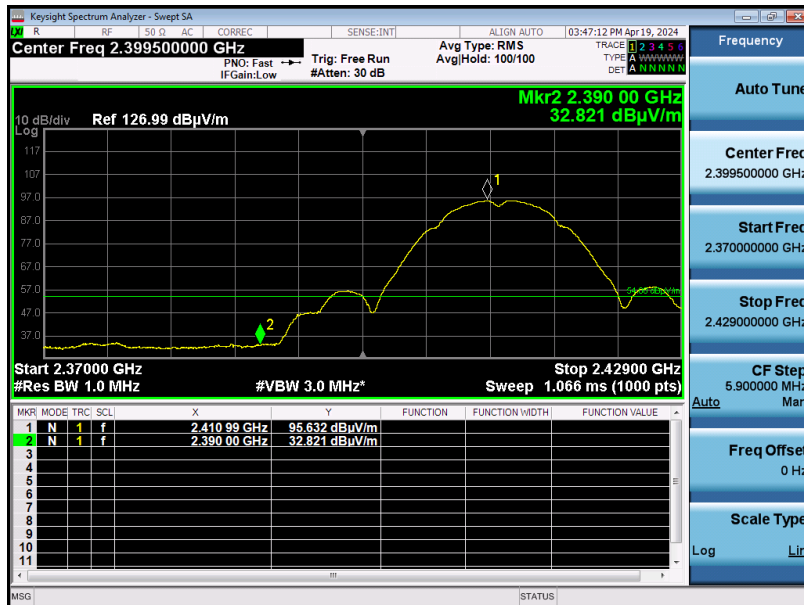 Keysight Spectrum Analyzer - Swept SA
LXI R RF 50 Ω AC CORREC SENSE:INT ALIGN AUTO 03:47:12 PM Apr 19, 2024
Center Freq 2.399500000 GHz
PNO: Fast
IFGain:Low
Trig: Free Run
#Atten: 30 dB
Avg Type: RMS
Avg|Hold: 100/100
TRACE 1 2 3 4 5 6
TYPE A WWWWW
DET A N N N N N
Mkr2 2.390 00 GHz
32.821 dBµV/m
10 dB/div Ref 126.99 dBµV/m
Log
117
107
97.0
87.0
77.0
67.0
57.0
47.0
37.0
1
2
Start 2.37000 GHz Stop 2.42900 GHz
#Res BW 1.0 MHz #VBW 3.0 MHz* Sweep 1.066 ms (1000 pts)
MKR MODE TRC SCL X Y FUNCTION FUNCTION WIDTH FUNCTION VALUE
1 N 1 f 2.410 99 GHz 95.632 dBµV/m
2 N 1 f 2.390 00 GHz 32.821 dBµV/m
3
4
5
6
7
8
9
10
11
MSG STATUS
Frequency
Auto Tune
Center Freq
2.399500000 GHz
Start Freq
2.370000000 GHz
Stop Freq
2.429000000 GHz
CF Step
5.900000 MHz
Auto Man
Freq Offset
0 Hz
Scale Type
Log Lin